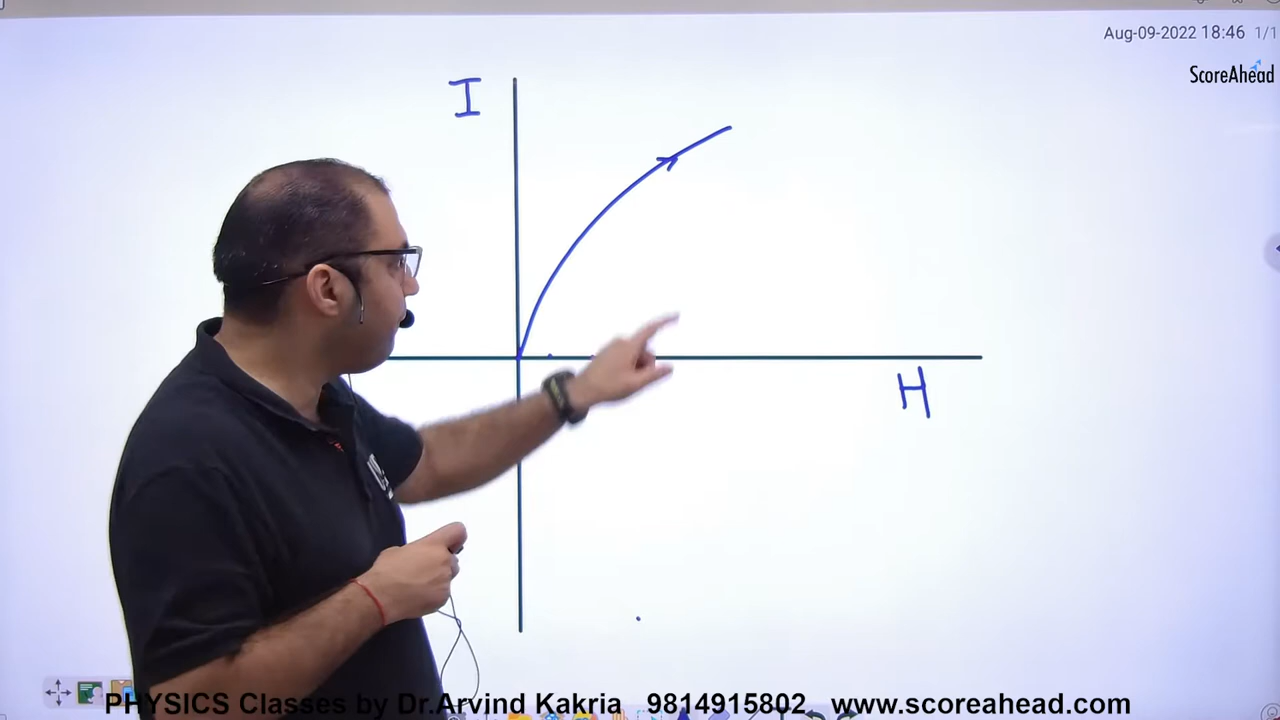 Aug-09-2022 18:46 1/1
ScoreAhead
I
H
PHYSICS Classes by Dr.Arvind Kakria 9814915802 www.scoreahead.com